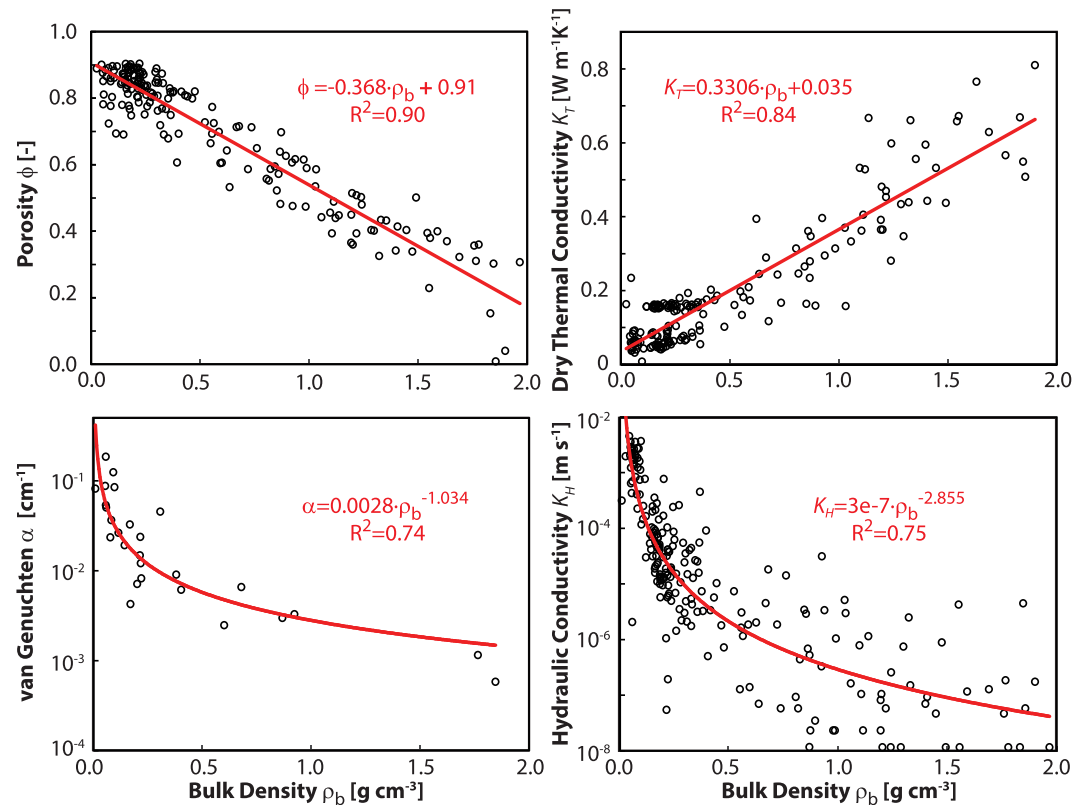 Porosity ϕ [-]
1.0
0.8
0.6
0.4
0.2
0.0
ϕ =-0.368·ρb + 0.91
R²=0.90
0.0 0.5 1.0 1.5 2.0
Dry Thermal Conductivity KT [W m⁻¹K⁻¹]
0.8
0.6
0.4
0.2
0
KT=0.3306·ρb+0.035
R²=0.84
0.0 0.5 1.0 1.5 2.0
van Genuchten α [cm⁻¹]
10⁻¹
10⁻²
10⁻³
10⁻⁴
α=0.0028·ρb⁻¹·⁰³⁴
R²=0.74
0.0 0.5 1.0 1.5 2.0
Bulk Density ρb [g cm⁻³]
Hydraulic Conductivity KH [m s⁻¹]
10⁻²
10⁻⁴
10⁻⁶
10⁻⁸
KH=3e-7·ρb⁻²·⁸⁵⁵
R²=0.75
0.0 0.5 1.0 1.5 2.0
Bulk Density ρb [g cm⁻³]